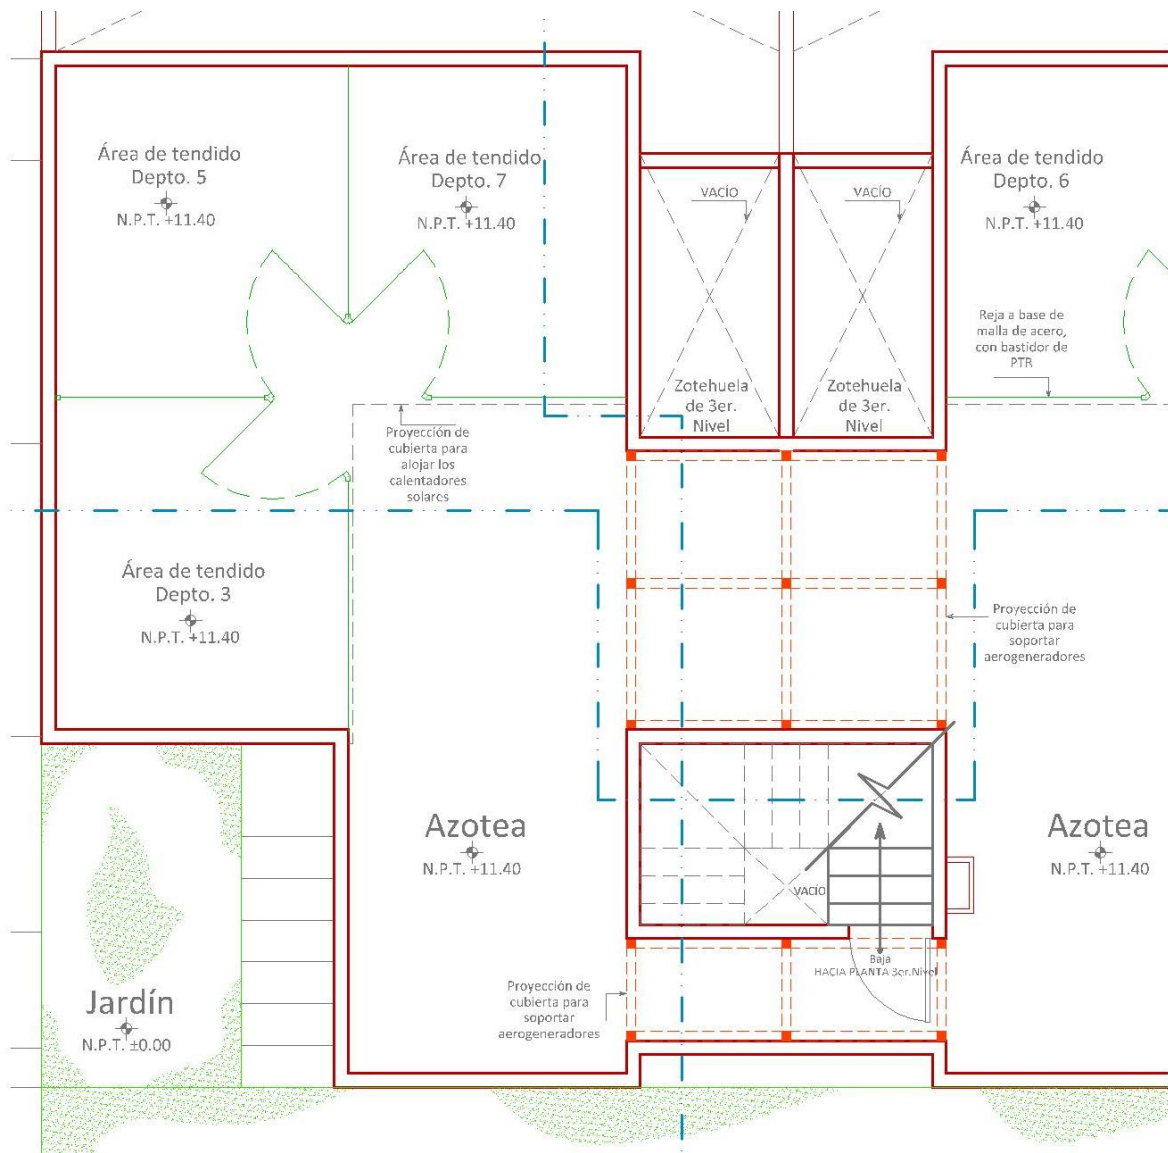 Área de tendido
Depto. 5
N.P.T. +11.40
Área de tendido
Depto. 7
N.P.T. +11.40
VACÍO
VACÍO
Área de tendido
Depto. 6
N.P.T. +11.40
Reja a base de
malla de acero,
con bastidor de
PTR
Zotehuela
de 3er.
Nivel
Zotehuela
de 3er.
Nivel
Proyección de
cubierta para
alojar los
calentadores
solares
Área de tendido
Depto. 3
N.P.T. +11.40
Proyección de
cubierta para
soportar
aerogeneradores
Azotea
N.P.T. +11.40
Azotea
N.P.T. +11.40
VACÍO
Baja
HACIA PLANTA 3er.Nivel
Proyección de
cubierta para
soportar
aerogeneradores
Jardín
N.P.T. ±0.00